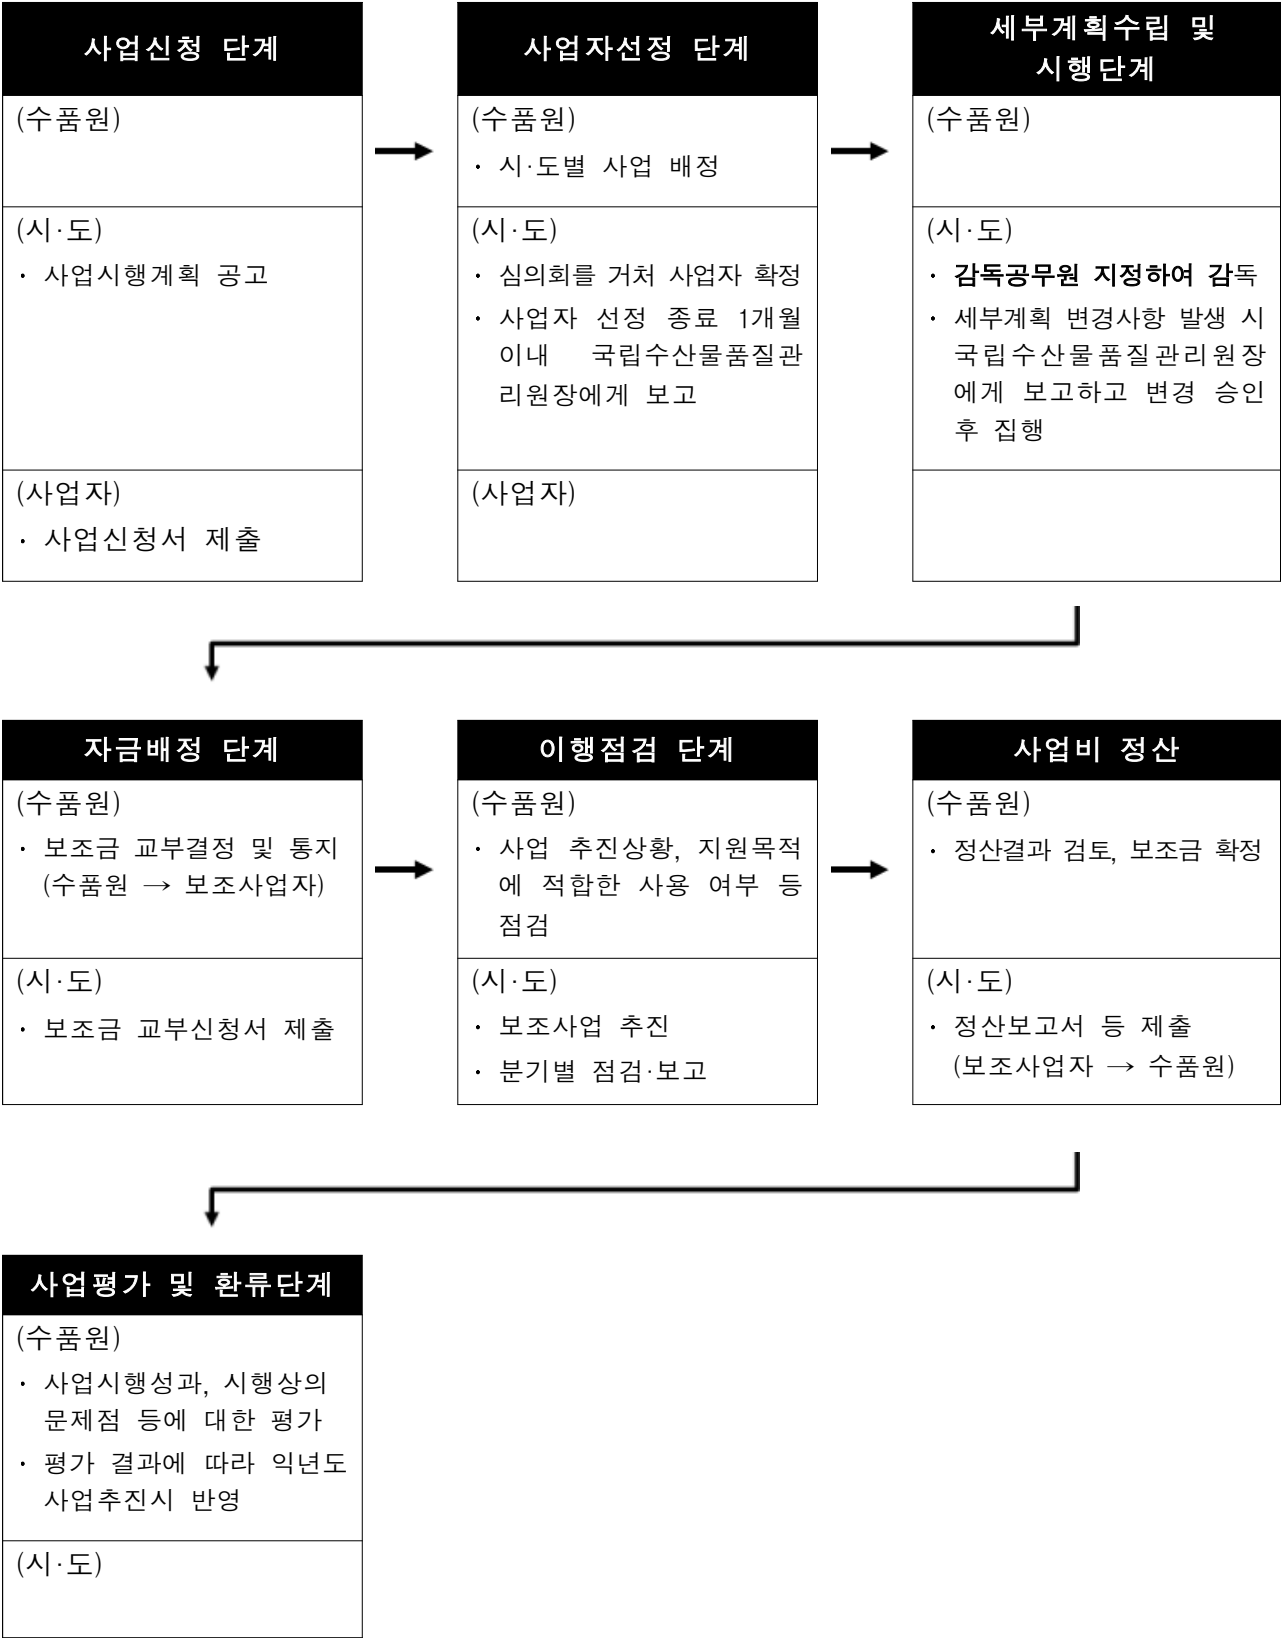 사업신청 단계
(수품원)
(시·도)
· 사업시행계획 공고
(사업자)
· 사업신청서 제출
사업자선정 단계
(수품원)
· 시·도별 사업 배정
(시·도)
· 심의회를 거처 사업자 확정
· 사업자 선정 종료 1개월
이내 국립수산물품질관
리원장에게 보고
(사업자)
세부계획수립 및
시행단계
(수품원)
(시·도)
· 감독공무원 지정하여 감독
· 세부계획 변경사항 발생 시
국립수산물품질관리원장
에게 보고하고 변경 승인
후 집행
자금배정 단계
(수품원)
· 보조금 교부결정 및 통지
(수품원 → 보조사업자)
(시·도)
· 보조금 교부신청서 제출
이행점검 단계
(수품원)
· 사업 추진상황, 지원목적
에 적합한 사용 여부 등
점검
(시·도)
· 보조사업 추진
· 분기별 점검·보고
사업비 정산
(수품원)
· 정산결과 검토, 보조금 확정
(시·도)
· 정산보고서 등 제출
(보조사업자 → 수품원)
사업평가 및 환류단계
(수품원)
· 사업시행성과, 시행상의
문제점 등에 대한 평가
· 평가 결과에 따라 익년도
사업추진시 반영
(시·도)